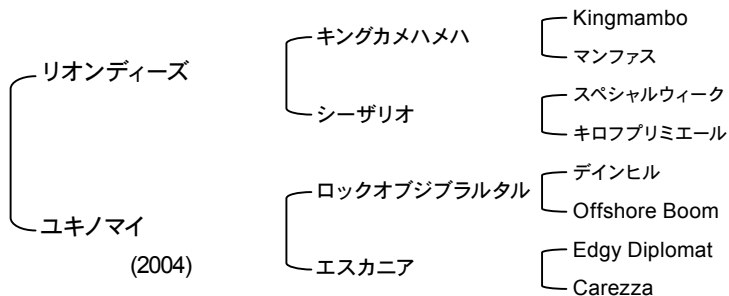 リオンディーズ
ユキノマイ
(2004)
キングカメハメハ
シーザリオ
ロックオブジブラルタル
エスカニア
Kingmambo
マンファス
スペシャルウィーク
キロフプリミエール
デインヒル
Offshore Boom
Edgy Diplomat
Carezza